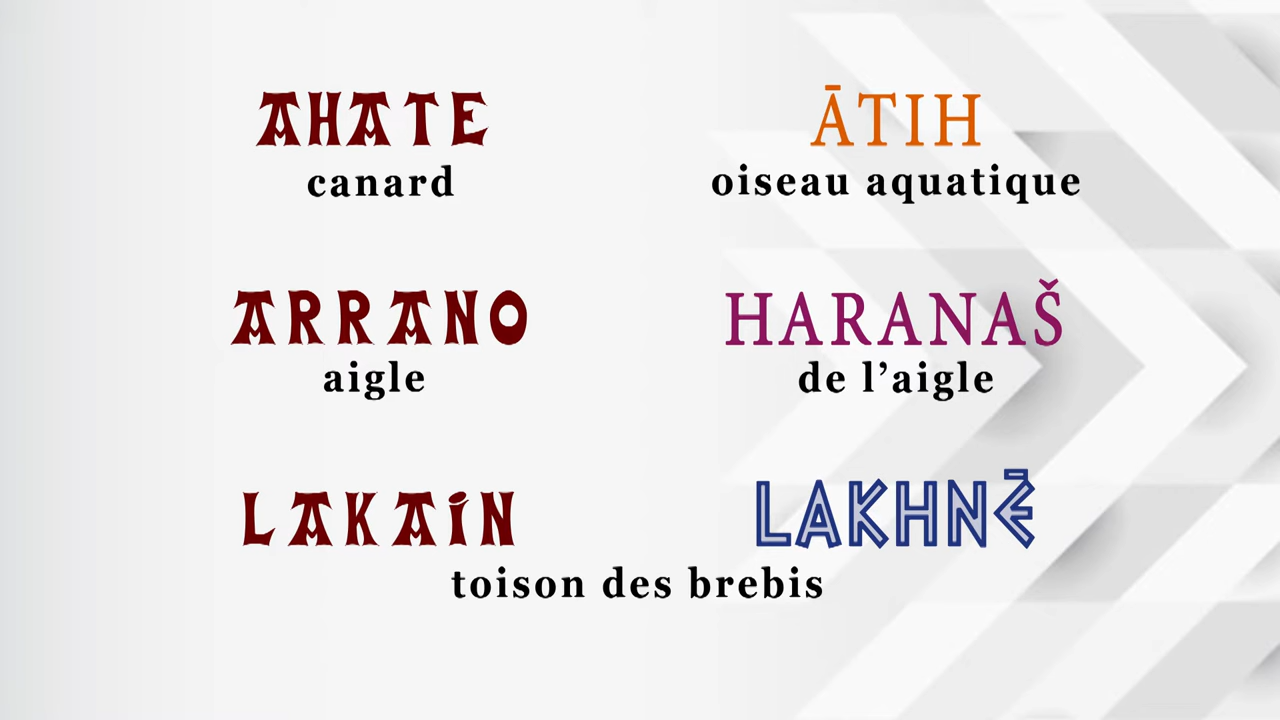 AHATE
canard
ĀTIH
oiseau aquatique
ARRANO
aigle
HARANAŠ
de l’aigle
LAKAIN
LAKHNĒ
toison des brebis